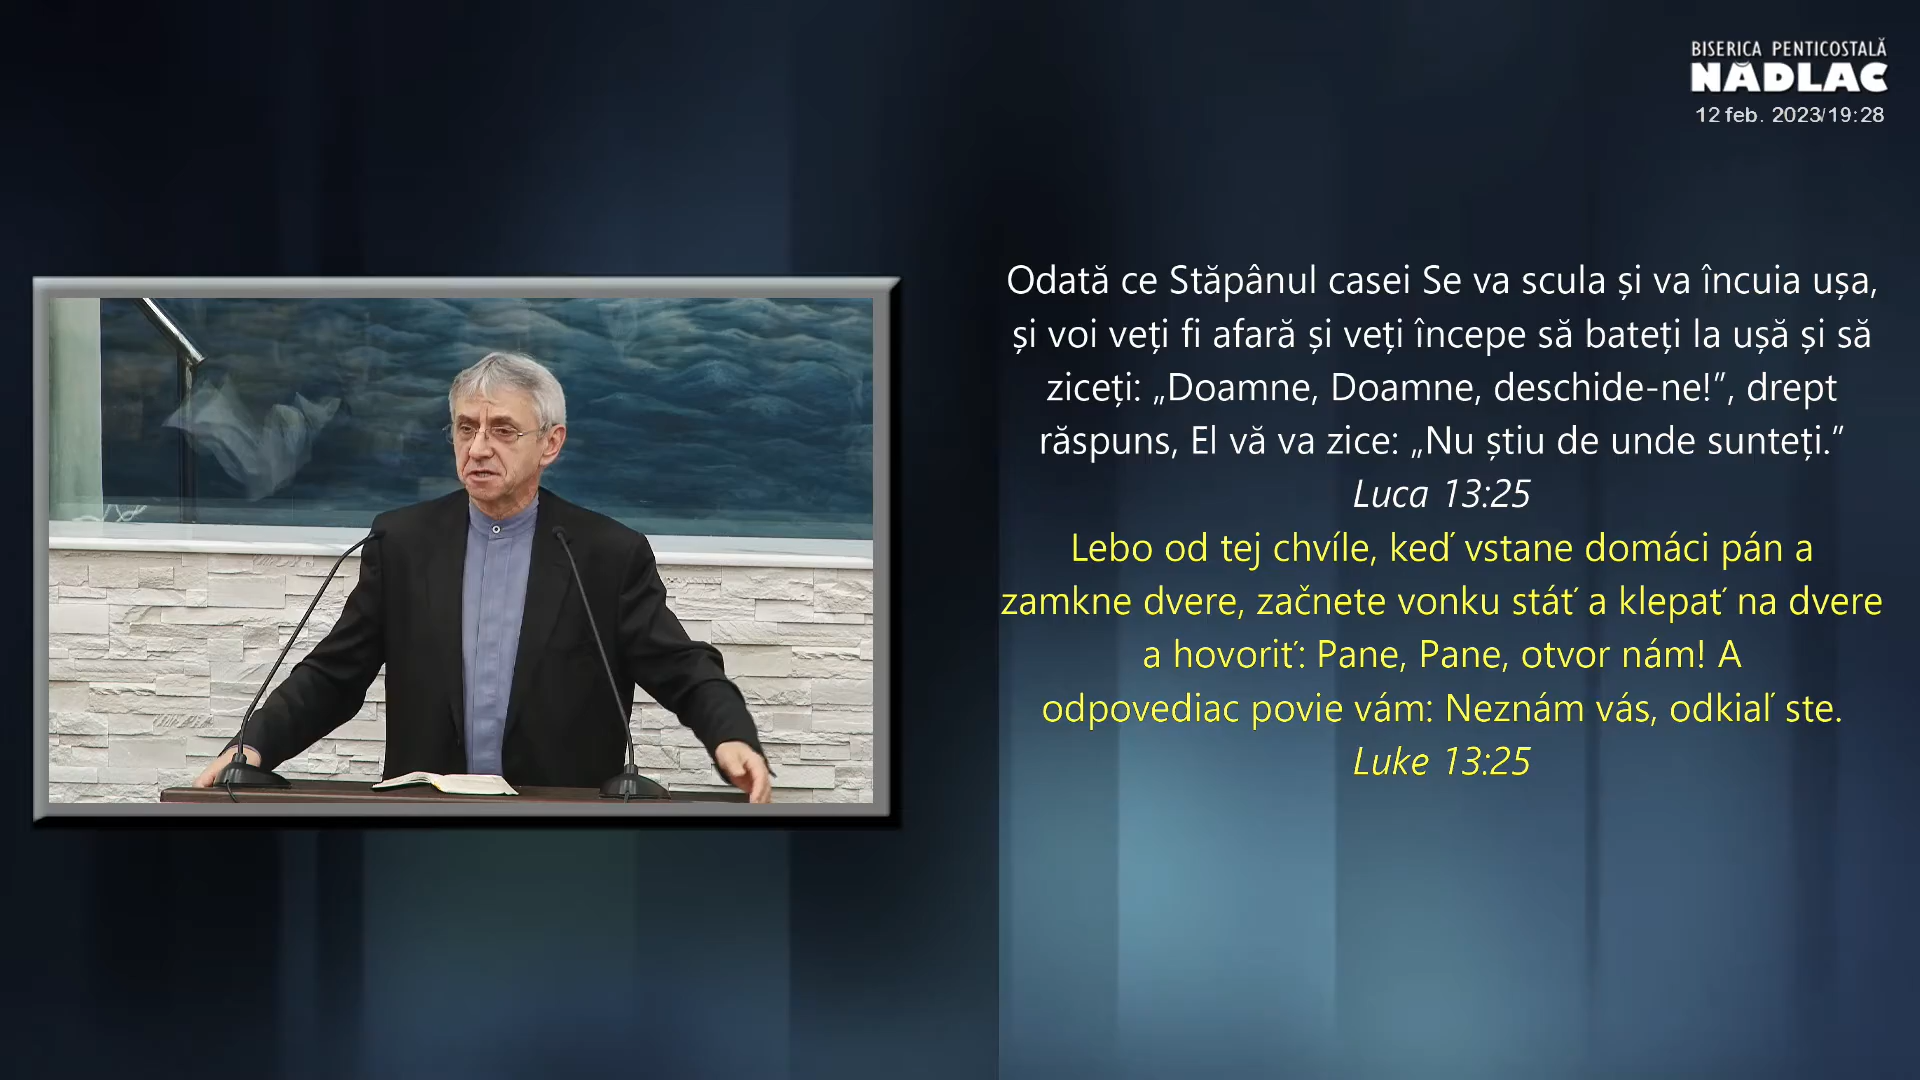 BISERICA PENTICOSTALĂ
NĂDLAC
12 feb. 2023/19:28
Odată ce Stăpânul casei Se va scula și va încuia ușa,
și voi veți fi afară și veți începe să bateți la ușă și să
ziceți: „Doamne, Doamne, deschide-ne!”, drept
răspuns, El vă va zice: „Nu știu de unde sunteți.”
Luca 13:25
Lebo od tej chvíle, keď vstane domáci pán a
zamkne dvere, začnete vonku stáť a klepať na dvere
a hovoriť: Pane, Pane, otvor nám! A
odpovediac povie vám: Neznám vás, odkiaľ ste.
Luke 13:25